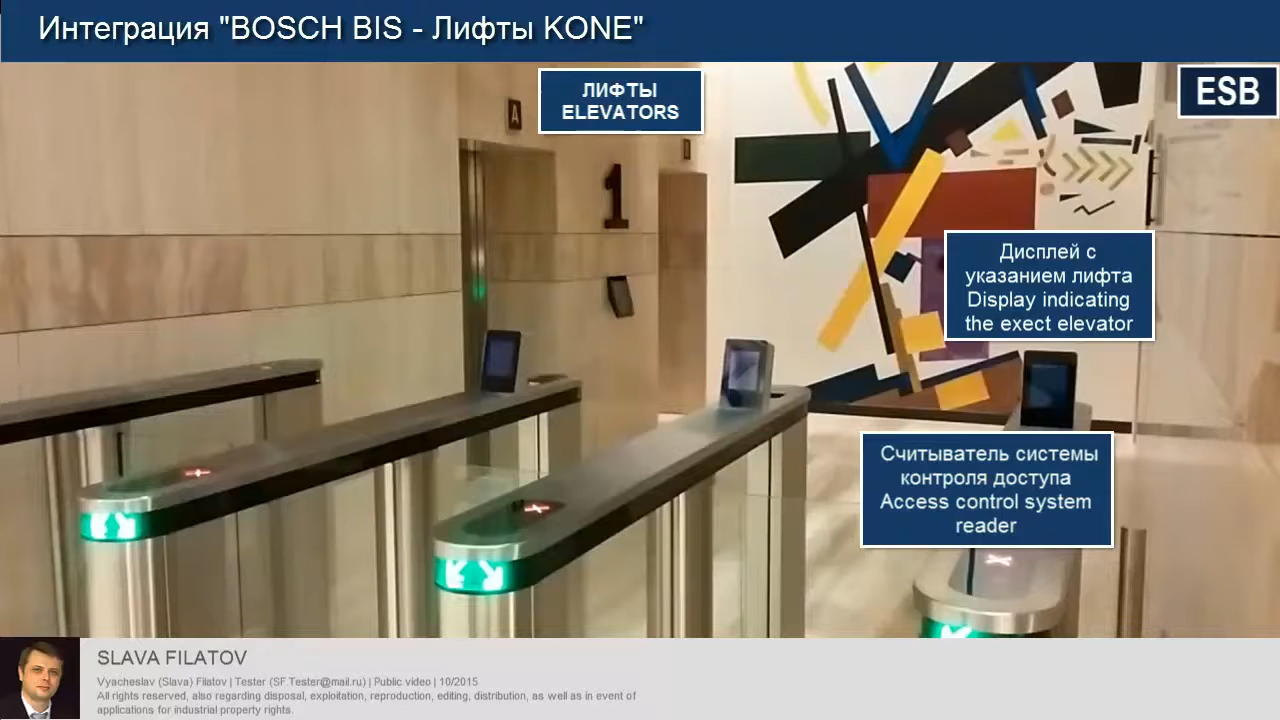 Интеграция "BOSCH BIS - Лифты KONE"
ЛИФТЫ
ELEVATORS
ESB
A
1
Дисплей с
указанием лифта
Display indicating
the exect elevator
Считыватель системы
контроля доступа
Access control system
reader
SLAVA FILATOV
Vyacheslav (Slava) Filatov | Tester (SF.Tester@mail.ru) | Public video | 10/2015
All rights reserved, also regarding disposal, exploitation, reproduction, editing, distribution, as well as in event of
applications for industrial property rights.